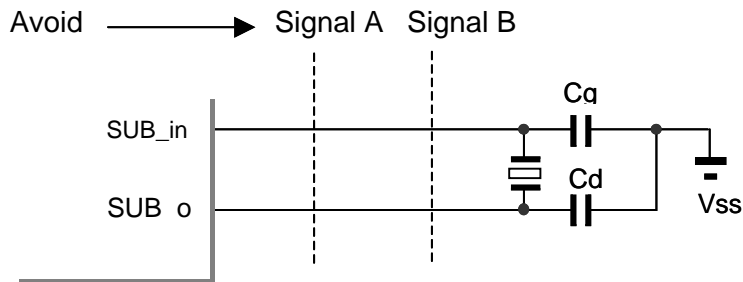 Avoid Signal A Signal B
Cg
SUB_in
Cd
SUB o
Vss